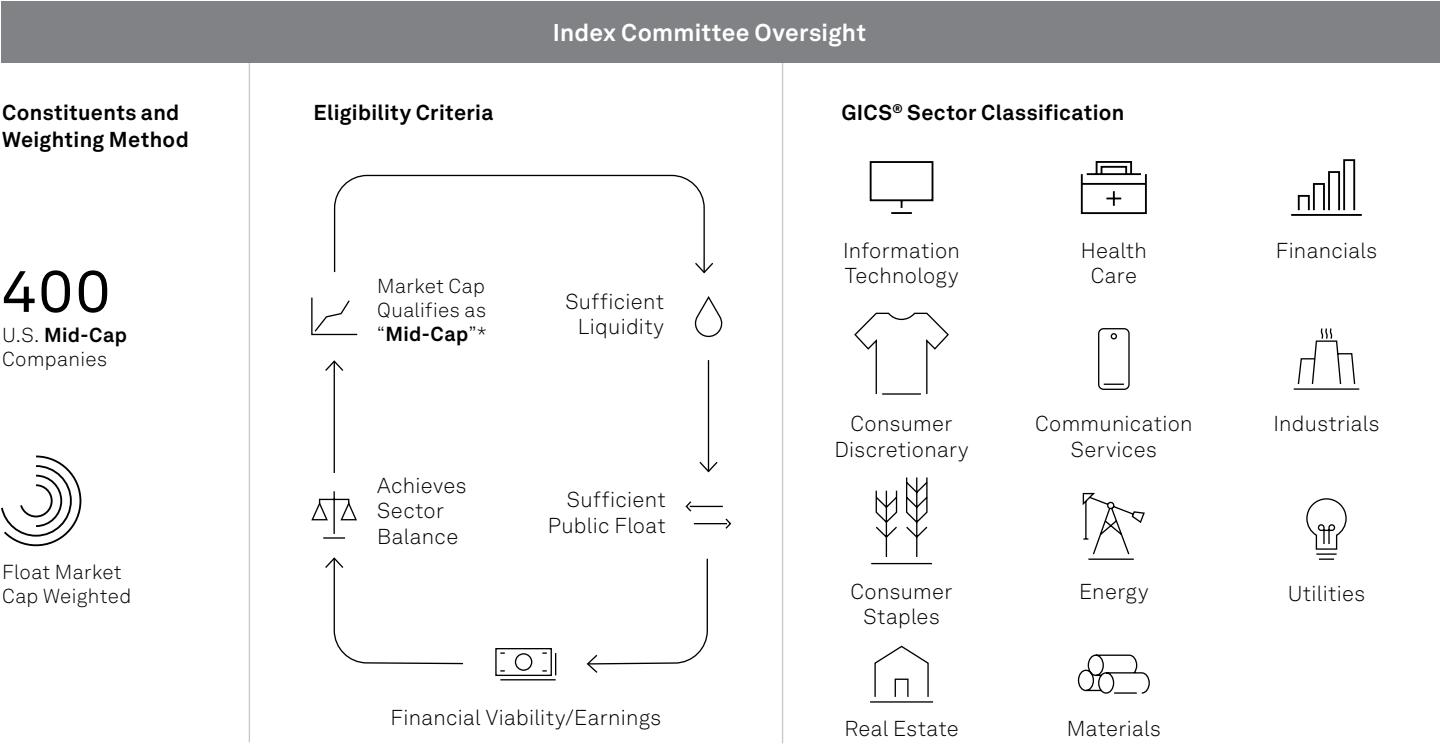 Index Committee Oversight
Constituents and
Weighting Method
400
U.S. Mid-Cap
Companies
Float Market
Cap Weighted
Eligibility Criteria
Market Cap
Qualifies as
“Mid-Cap”*
Sufficient
Liquidity
Sufficient
Public Float
Financial Viability/Earnings
Achieves
Sector
Balance
GICS® Sector Classification
Information
Technology
Health
Care
Financials
Consumer
Discretionary
Communication
Services
Industrials
Consumer
Staples
Energy
Utilities
Real Estate
Materials